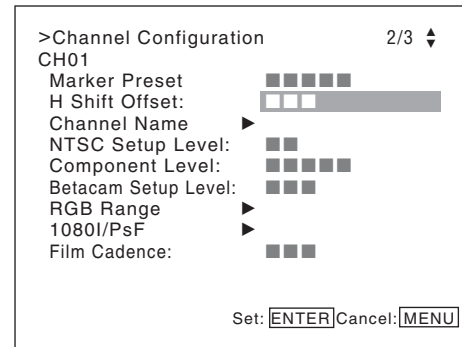 >Channel Configuration 2/3
CH01
Marker Preset ■■■■■
H Shift Offset: ■■■
Channel Name ►
NTSC Setup Level: ■■
Component Level: ■■■■■
Betacam Setup Level: ■■■
RGB Range ►
1080I/PsF ►
Film Cadence: ■■■
Set: ENTER Cancel: MENU